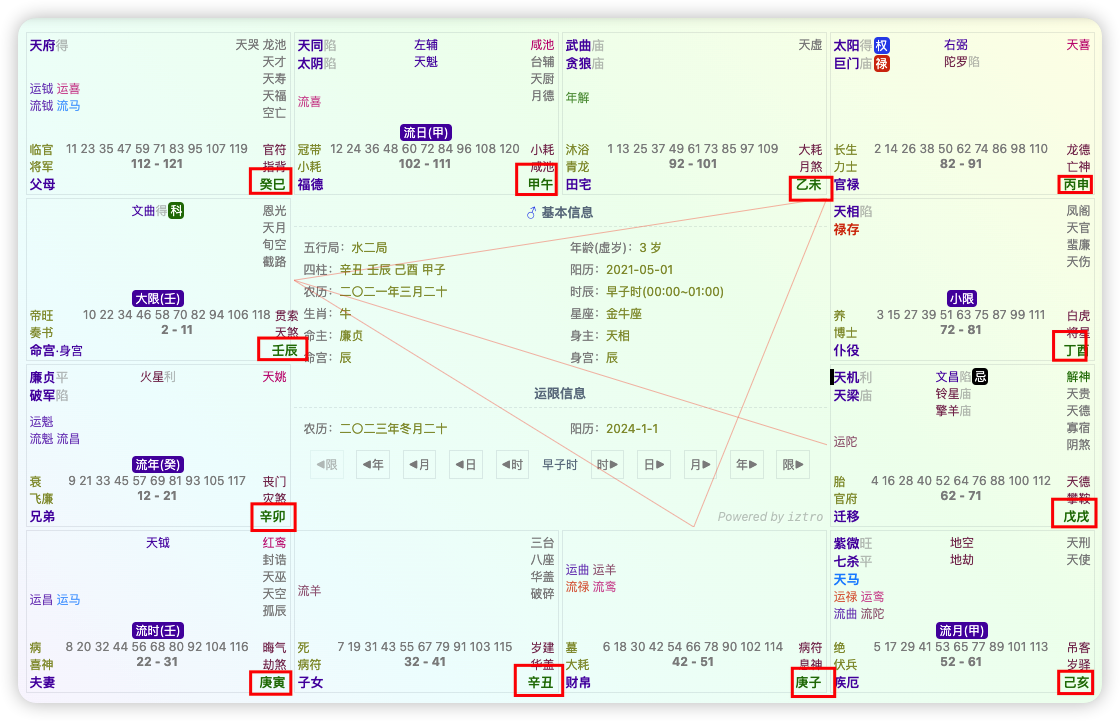 天府得
天哭 龙池
天才
天寿
天福
空亡
运钺 运喜
流钺 流马
临官 11 23 35 47 59 71 83 95 107 119 官符
将军 112 - 121 指背
父母 癸巳
天同陷 左辅 咸池
太阴陷 天魁 台辅
天厨
月德
流喜
流日(甲)
冠带 12 24 36 48 60 72 84 96 108 120 小耗
小耗 102 - 111 咸池
福德 甲午
武曲庙 天虚
贪狼庙
年解
沐浴 1 13 25 37 49 61 73 85 97 109 大耗
青龙 92 - 101 月煞
田宅 乙未
太阳得权 右弼 天喜
巨门庙禄 陀罗陷
长生 2 14 26 38 50 62 74 86 98 110 龙德
力士 82 - 91 亡神
官禄 丙申
文曲得科 恩光
天月
旬空
截路
大限(壬)
帝旺 10 22 34 46 58 70 82 94 106 118 贯索
奏书 2 - 11 天煞
命宫·身宫 壬辰
♂ 基本信息
五行局：水二局 年龄(虚岁)：3 岁
四柱：辛丑 壬辰 己酉 甲子 阳历：2021-05-01
农历：二〇二一年三月二十 时辰：早子时(00:00~01:00)
生肖：牛 星座：金牛座
命主：廉贞 身主：天相
命宫：辰 身宫：辰
运限信息
农历：二〇二三年冬月二十 阳历：2024-1-1
◀限 ◀年 ◀月 ◀日 ◀时 早子时 时▶ 日▶ 月▶ 年▶ 限▶
Powered by iztro
天相陷 凤阁
禄存 天官
蜚廉
天伤
小限
养 3 15 27 39 51 63 75 87 99 111 白虎
博士 72 - 81 将星
仆役 丁酉
廉贞平 火星利 天姚
破军陷
运魁
流魁 流昌
流年(癸)
衰 9 21 33 45 57 69 81 93 105 117 丧门
飞廉 12 - 21 灾煞
兄弟 辛卯
天机利 文昌陷忌 解神
天梁庙 铃星庙 天贵
擎羊庙 天德
寡宿
阴煞
运陀
胎 4 16 28 40 52 64 76 88 100 112 天德
官府 62 - 71 攀鞍
迁移 戊戌
天钺 红鸾
封诰
天巫
天空
孤辰
运昌 运马
流时(壬)
病 8 20 32 44 56 68 80 92 104 116 晦气
喜神 22 - 31 劫煞
夫妻 庚寅
三台
八座
华盖
破碎
流羊
死 7 19 31 43 55 67 79 91 103 115 岁建
病符 32 - 41 华盖
子女 辛丑
运曲 运羊
流禄 流鸾
墓 6 18 30 42 54 66 78 90 102 114 病符
大耗 42 - 51 息神
财帛 庚子
紫微旺 地空 天刑
七杀平 地劫 天使
天马
运禄 运鸾
流曲 流陀
流月(甲)
绝 5 17 29 41 53 65 77 89 101 113 吊客
伏兵 52 - 61 岁驿
疾厄 己亥